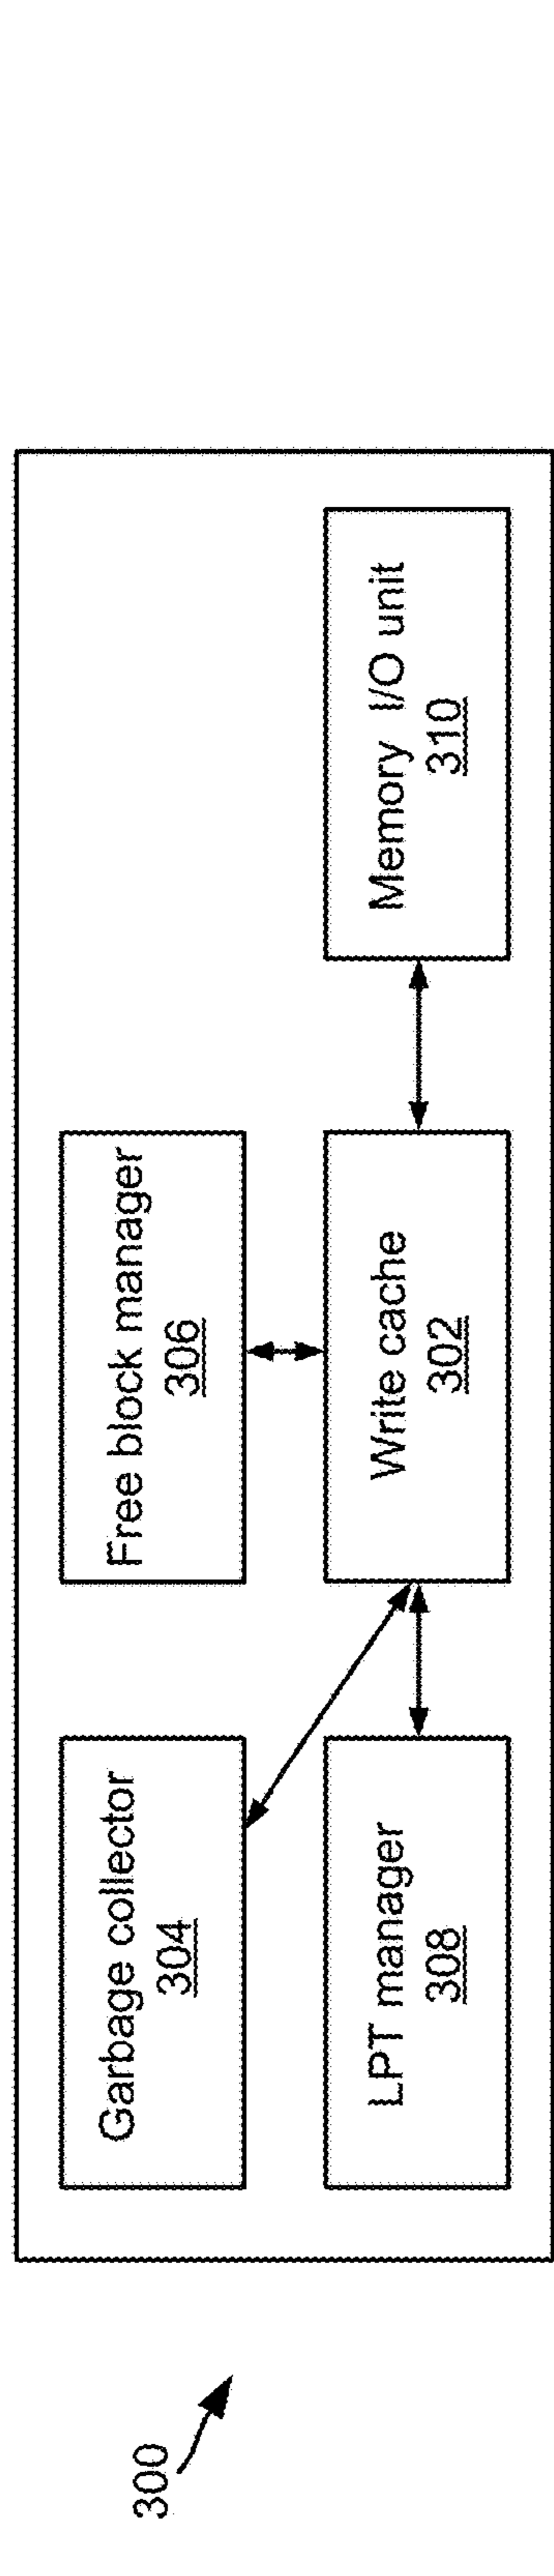 300
Garbage collector
304
Free block manager
306
LPT manager
308
Write cache
302
Memory I/O unit
310